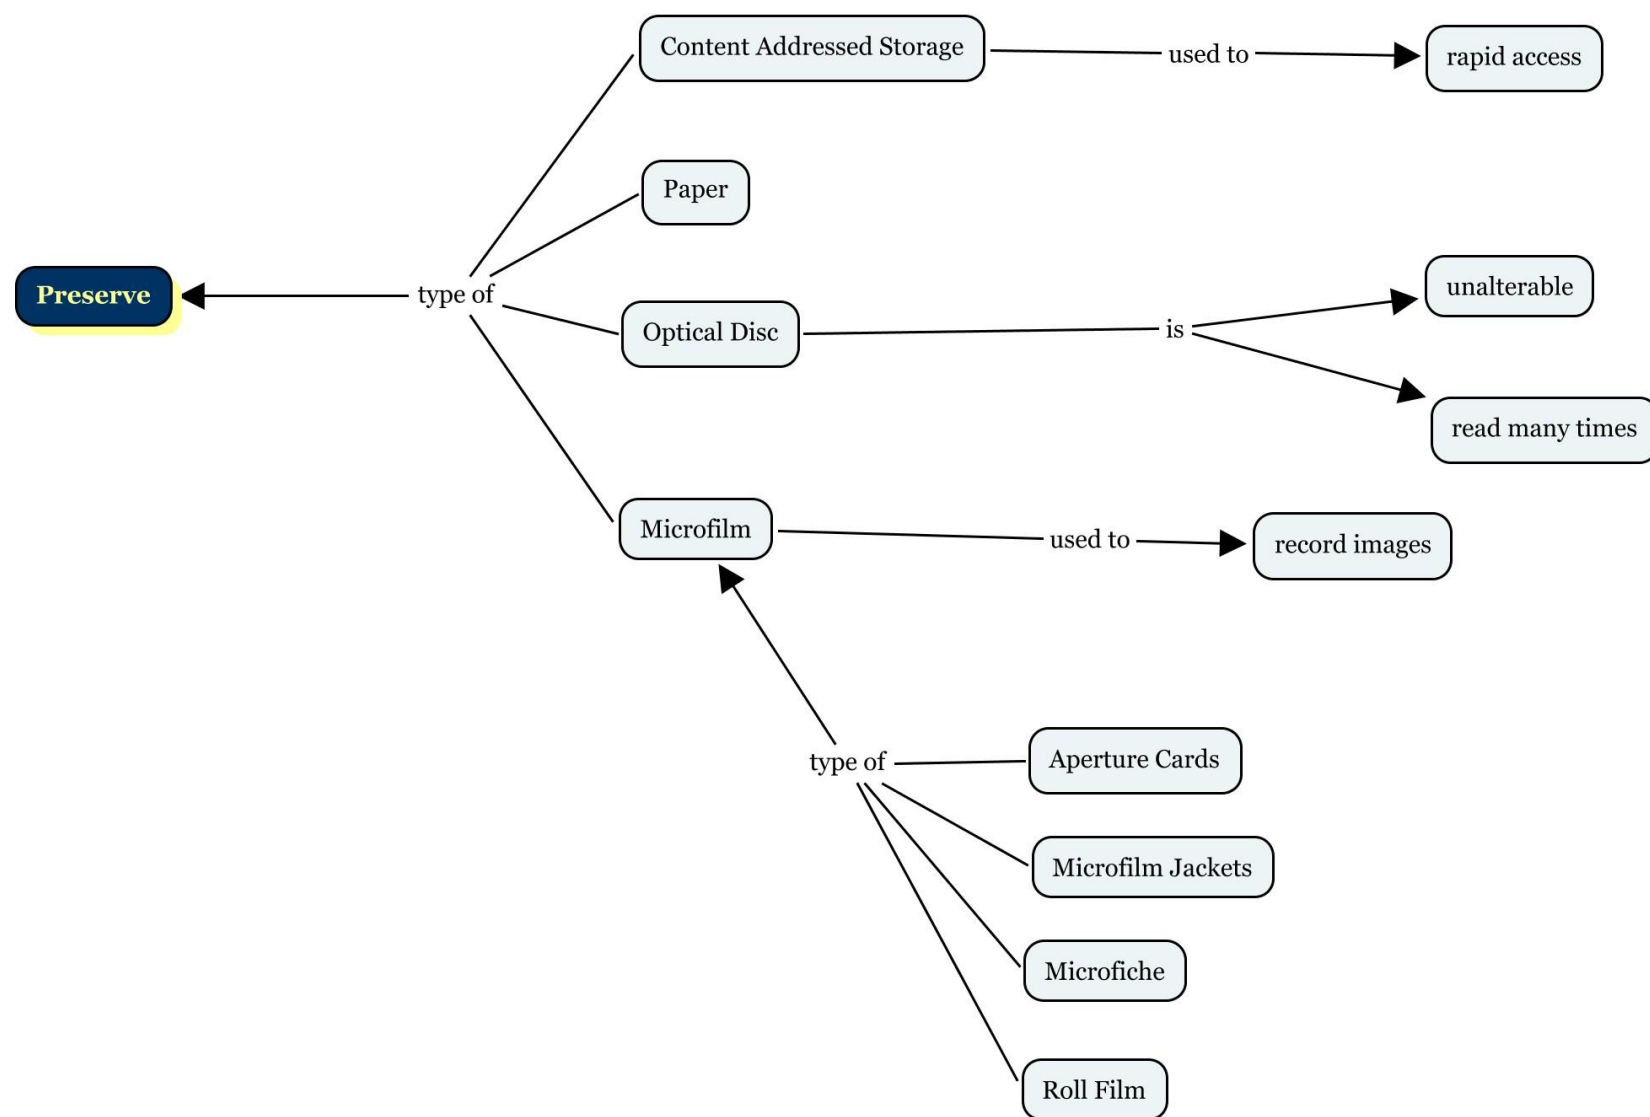 Content Addressed Storage
used to
rapid access
Paper
Preserve
type of
Optical Disc
is
unalterable
read many times
Microfilm
used to
record images
type of
Aperture Cards
Microfilm Jackets
Microfiche
Roll Film